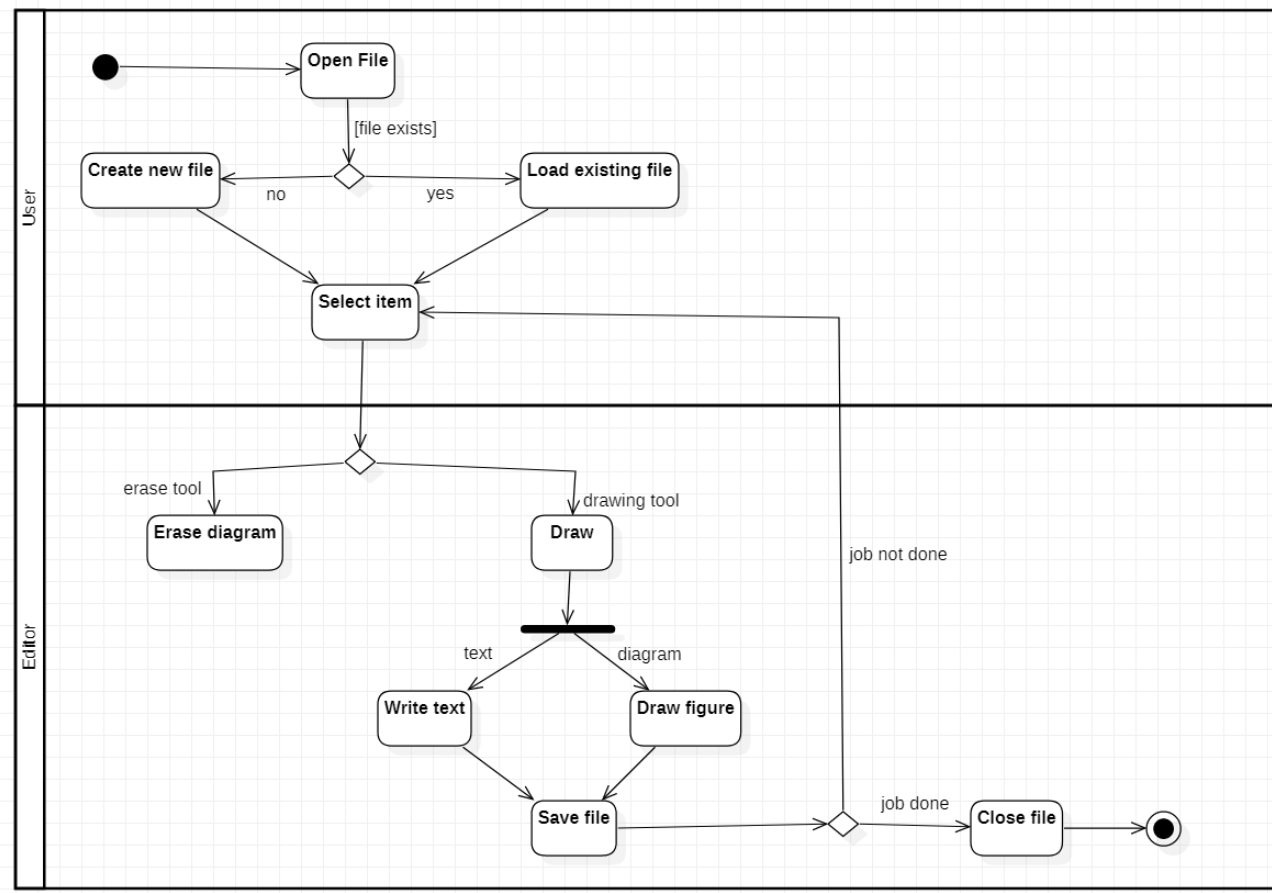 User
Open File
[file exists]
Create new file
Load existing file
no
yes
Select item
Editor
erase tool
drawing tool
Erase diagram
Draw
job not done
text
diagram
Write text
Draw figure
job done
Save file
Close file